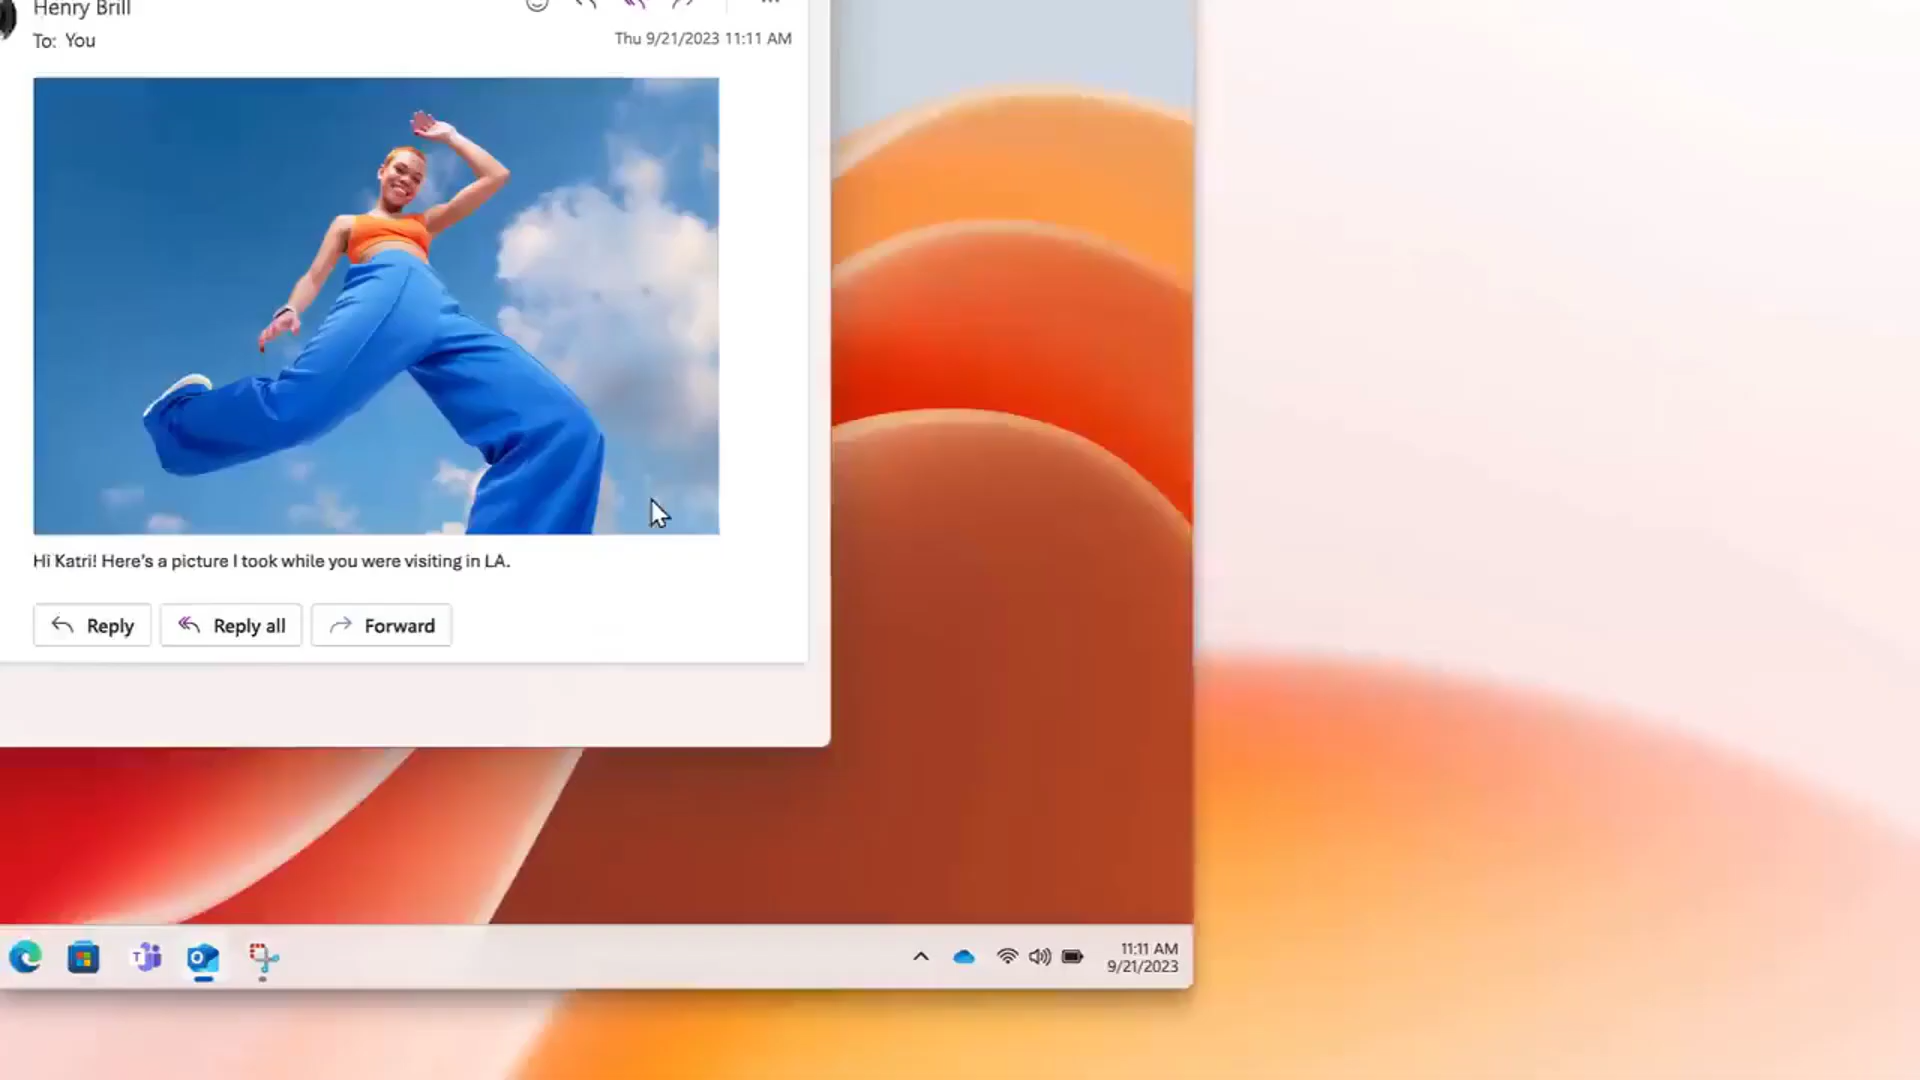 Henry Brill
To: You
Thu 9/21/2023 11:11 AM
Hi Katri! Here's a picture I took while you were visiting in LA.
Reply
Reply all
Forward
T
11:11 AM
9/21/2023